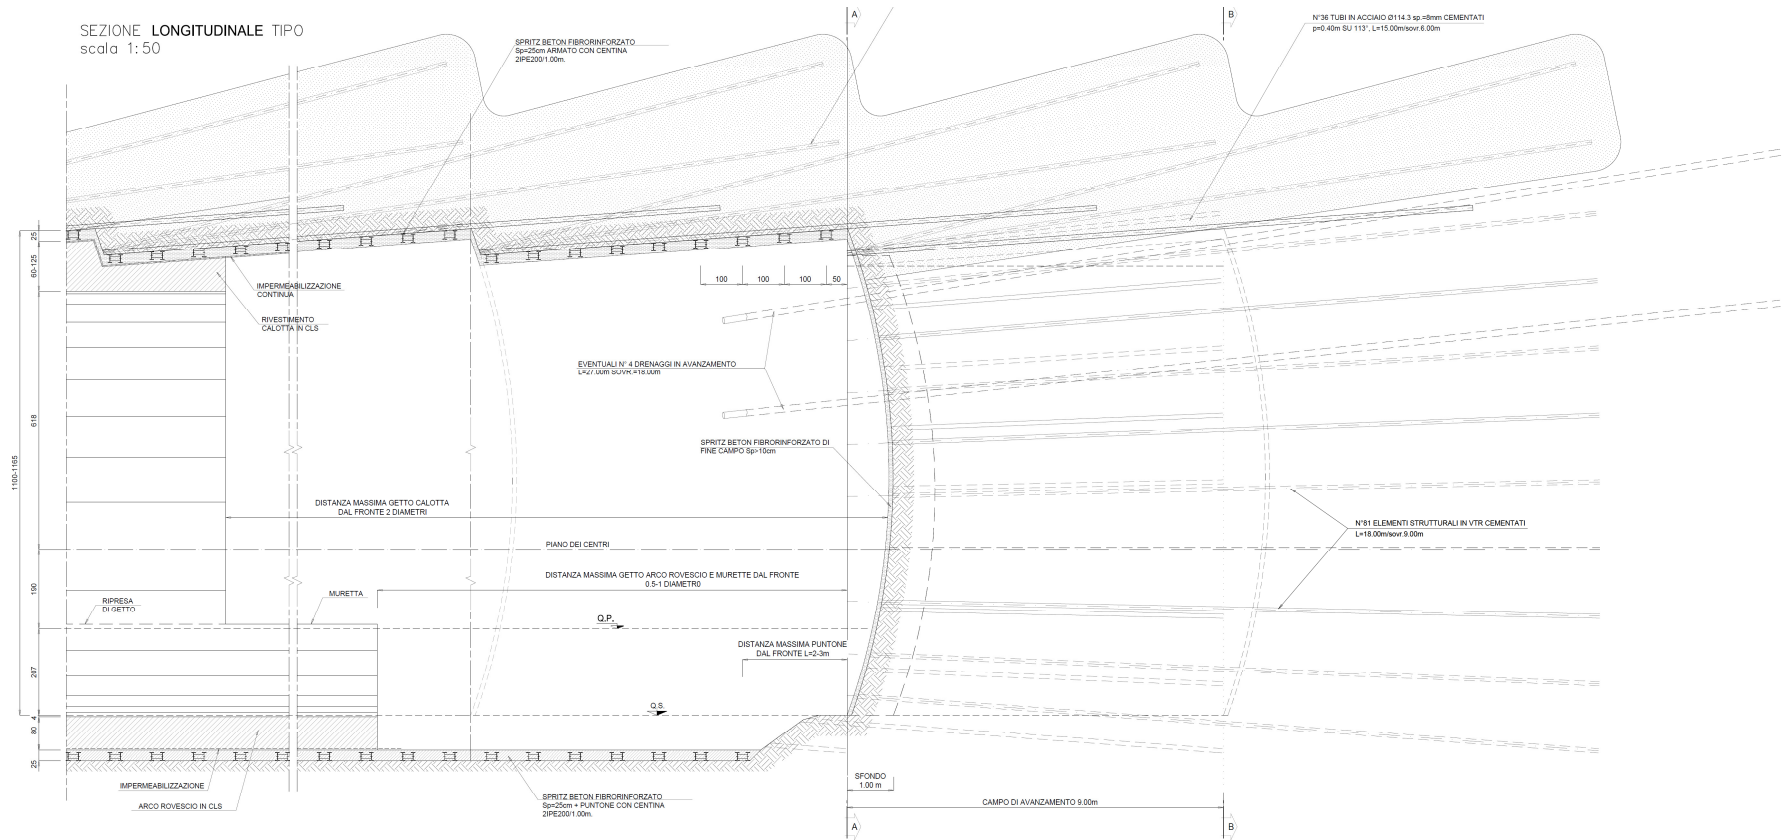 SEZIONE LONGITUDINALE TIPO
scala 1:50
A
B
N°36 TUBI IN ACCIAIO Ø114.3 sp.=8mm CEMENTATI
p=0.40m SU 113°, L=15.00m/sovr.6.00m
SPRITZ BETON FIBRORINFORZATO
Sp=25cm ARMATO CON CENTINA
2IPE200/1.00m.
25
60-125
618
1100-1165
190
247
4
80
25
100
100
100
50
IMPERMEABILIZZAZIONE
CONTINUA
RIVESTIMENTO
CALOTTA IN CLS
EVENTUALI N° 4 DRENAGGI IN AVANZAMENTO
L=27.00m SOVR.=18.00m
SPRITZ BETON FIBRORINFORZATO DI
FINE CAMPO Sp>10cm
DISTANZA MASSIMA GETTO CALOTTA
DAL FRONTE 2 DIAMETRI
N°81 ELEMENTI STRUTTURALI IN VTR CEMENTATI
L=18.00m/sovr.9.00m
PIANO DEI CENTRI
DISTANZA MASSIMA GETTO ARCO ROVESCIO E MURETTE DAL FRONTE
0.5-1 DIAMETRO
RIPRESA
DI GETTO
MURETTA
Q.P.
DISTANZA MASSIMA PUNTONE
DAL FRONTE L=2-3m
Q.S.
IMPERMEABILIZZAZIONE
ARCO ROVESCIO IN CLS
SPRITZ BETON FIBRORINFORZATO
Sp=25cm + PUNTONE CON CENTINA
2IPE200/1.00m.
SFONDO
1.00 m
CAMPO DI AVANZAMENTO 9.00m
A
B